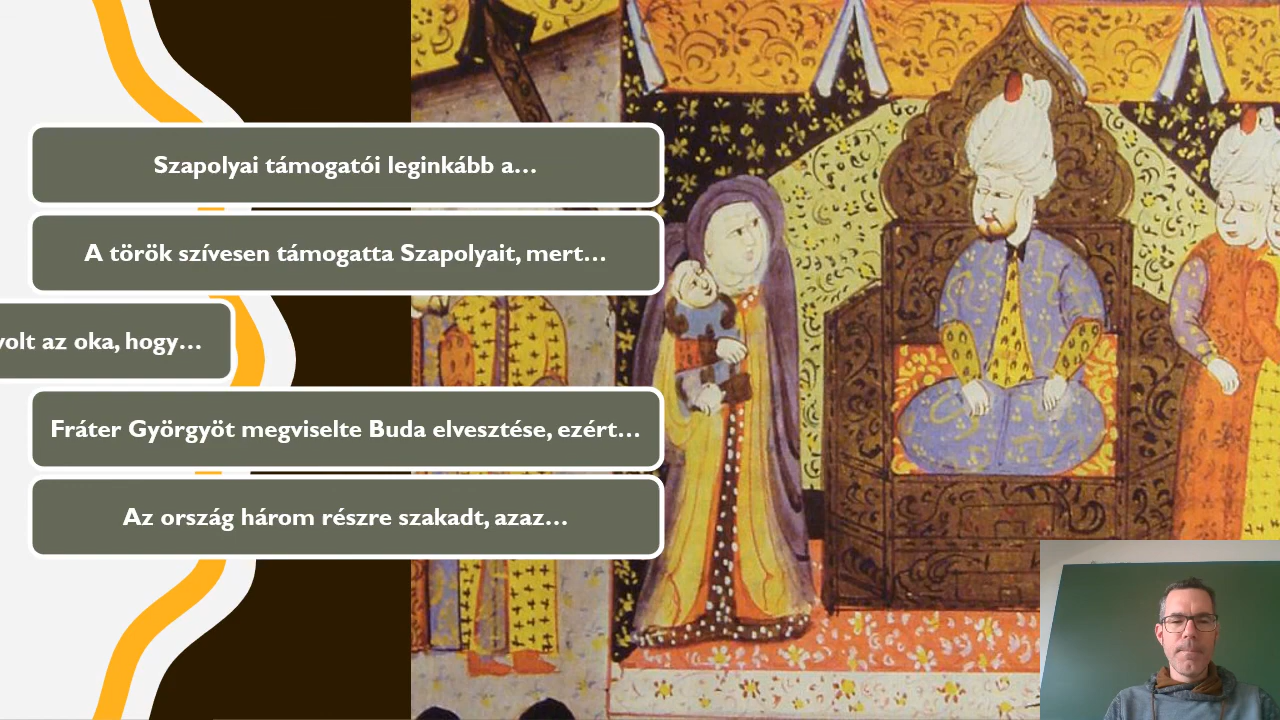 Szapolyai támogatói leginkább a…
A török szívesen támogatta Szapolyait, mert…
volt az oka, hogy…
Fráter Györgyöt megviselte Buda elvesztése, ezért…
Az ország három részre szakadt, azaz…